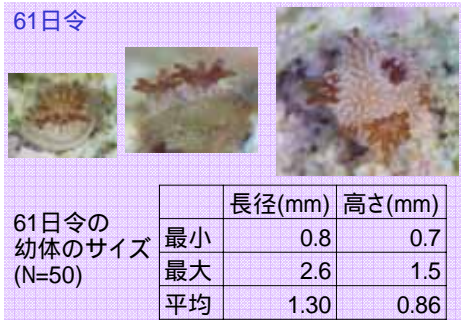 61日令
61日令の
幼体のサイズ
(N=50)
長径(mm) 高さ(mm)
最小 0.8 0.7
最大 2.6 1.5
平均 1.30 0.86